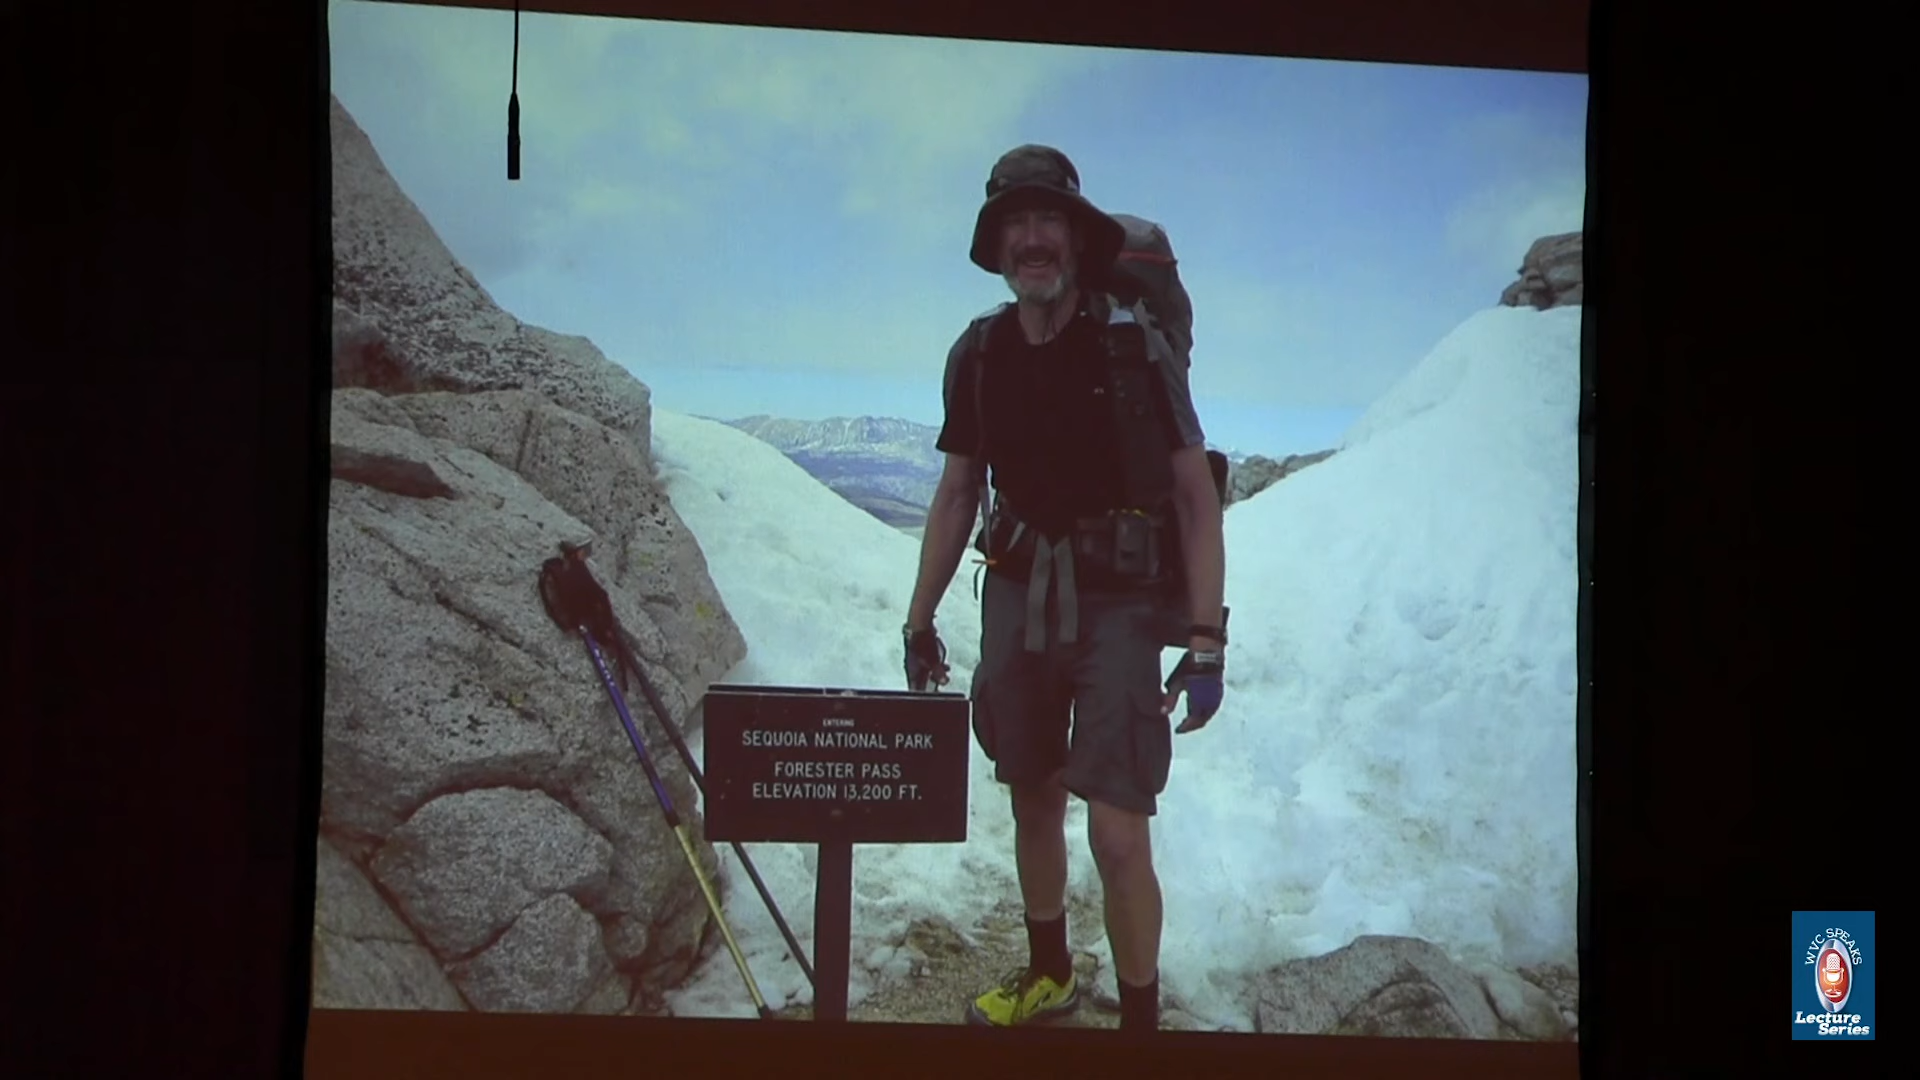 ENTERING
SEQUOIA NATIONAL PARK
FORESTER PASS
ELEVATION 13,200 FT.
WVC SPEAKS
Lecture
Series